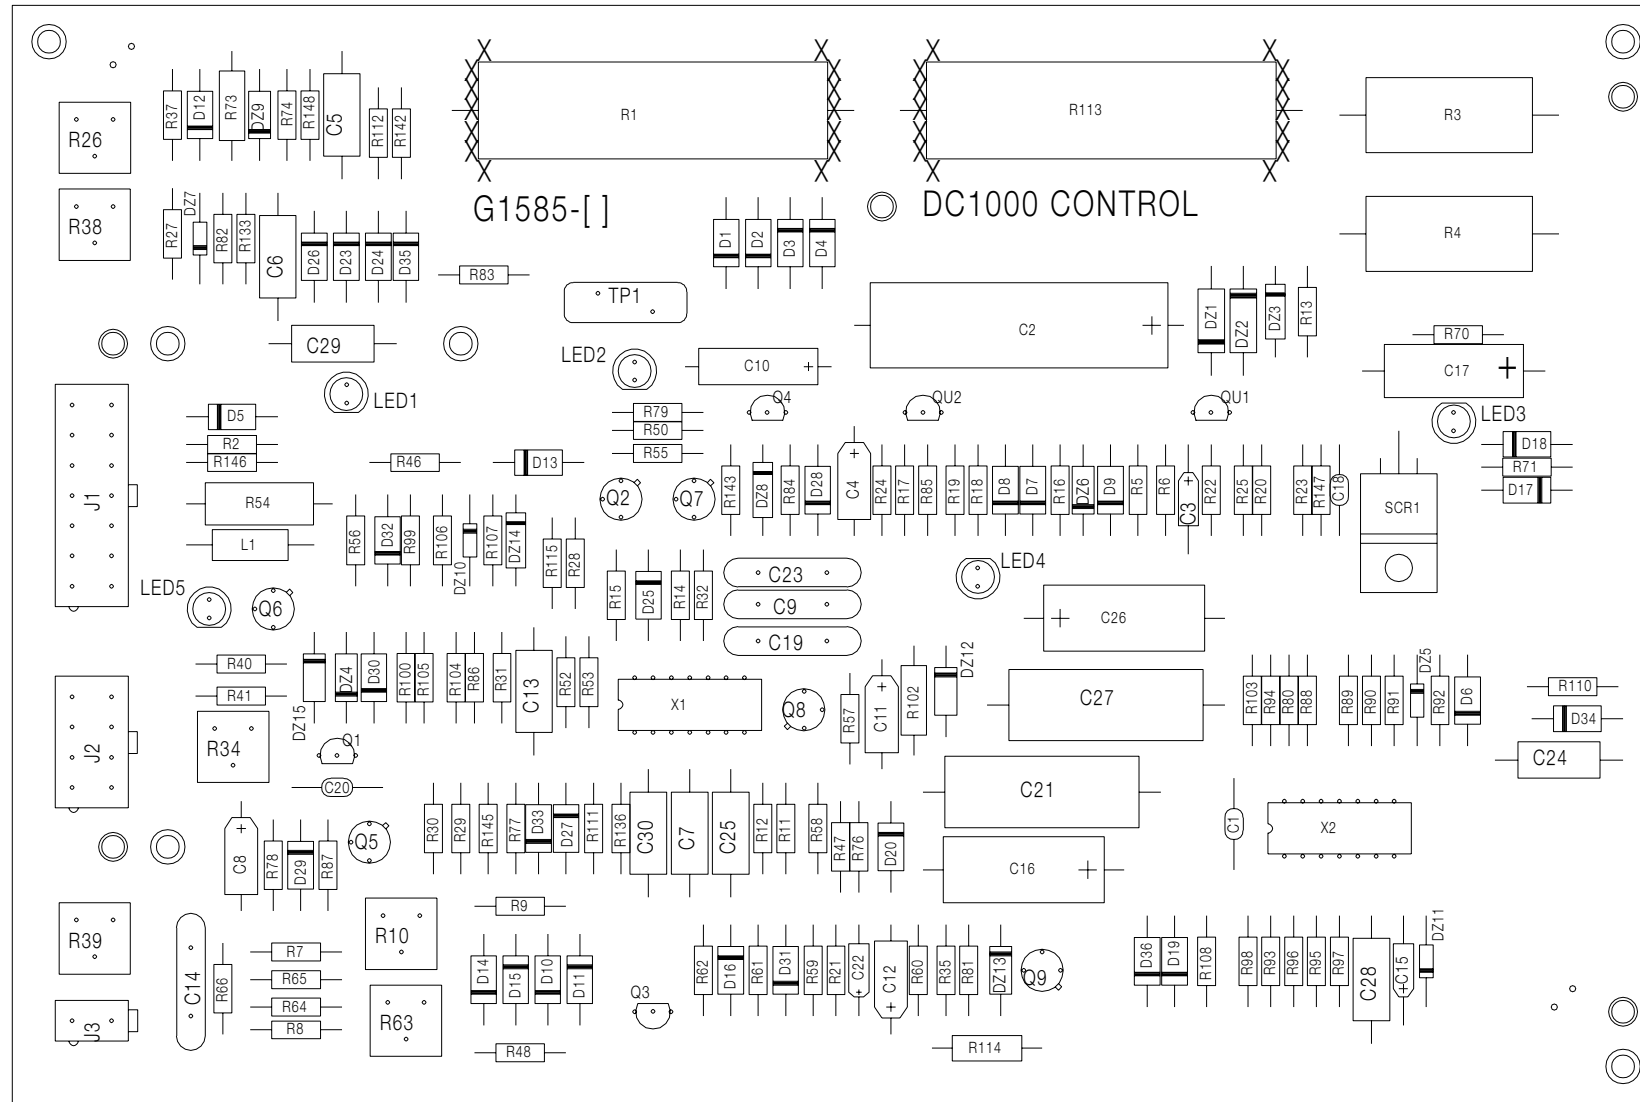 R37 D12 R73 DZ9 R74 R148 C5 R112 R142
R26
R1
R113
R3
R38
R27 DZ7 R82 R133 C6 D26 D23 D24 D35
G1585-[ ]
DC1000 CONTROL
D1 D2 D3 D4
R4
R83
TP1
C29
C2 +
DZ1 DZ2 DZ3 R13
R70
LED2
C10 +
C17 +
LED1
Q4
QU2
QU1
LED3
J1
D5
R2
R146
R46
D13
R79
R50
R55
D18
R71
D17
R54
L1
Q2
Q7
R143 DZ8 R84 D28 C4 + R24 R17 R85 R19 R18 D8 D7 R16 DZ6 D9 R5 R6 C3 + R22 R25 R20 R23 R147 C18
SCR1
R56 D32 R99 R106 DZ10 R107 DZ14 R115 R28
LED5
Q6
R15 D25 R14 R32
C23
C9
C19
LED4
C26 +
R40
R41
DZ15 DZ4 D30 R100 R105 R104 R86 R31 C13 R52 R53
X1
Q8
R57 C11 + R102 DZ12
C27
R103 R94 R80 R88 R89 R90 R91 DZ5 R92 D6
R110
D34
C24
J2
R34
Q1
C20
C21
C8 + R78 D29 R87
Q5
R30 R29 R145 R77 D33 D27 R111 R136 C30 C7 C25 R12 R11 R58 R47 R76 D20
C16 +
C1
X2
R39
R10
R9
J3
C14
R66
R7
R65
R64
R8
R63
D14 D15 D10 D11
R48
Q3
R62 D16 R61 D31 R59 R21 C22 + C12 + R60 R35 R81 DZ13
Q9
R114
D36 D19 R108 R98 R93 R96 R95 R97 C28 C15 + DZ11